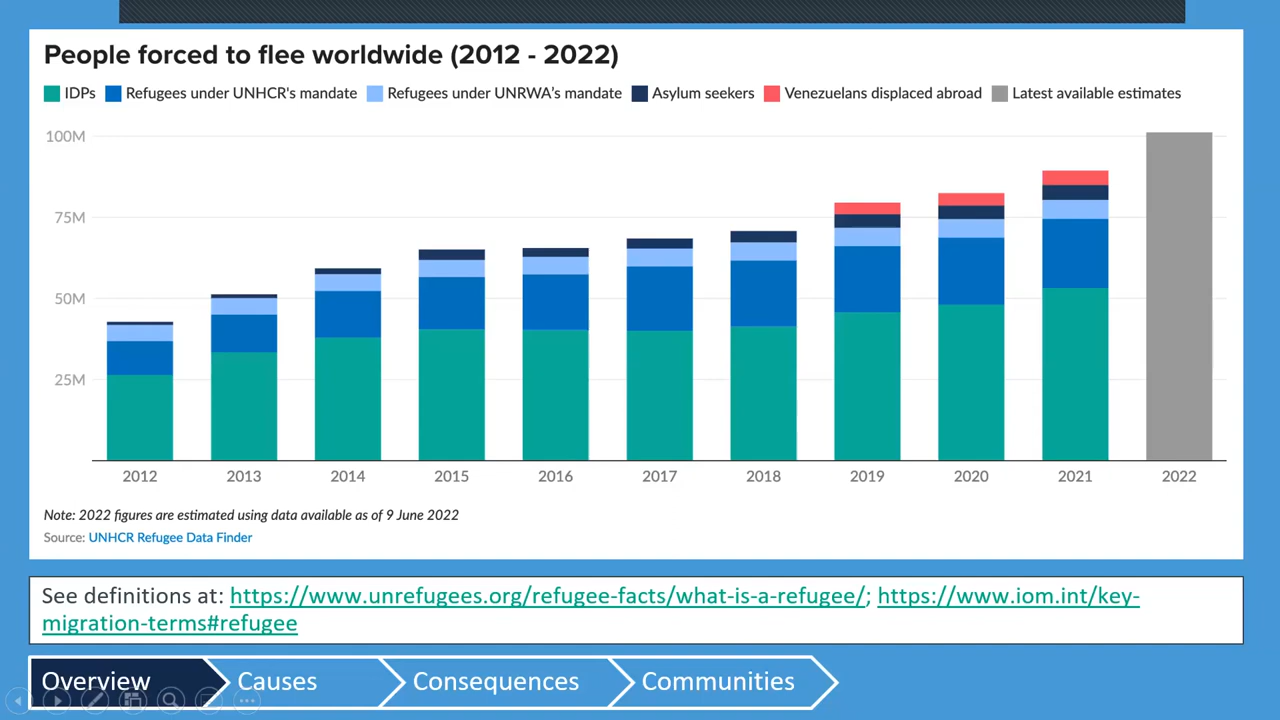 People forced to flee worldwide (2012 - 2022)
IDPs Refugees under UNHCR's mandate Refugees under UNRWA's mandate Asylum seekers Venezuelans displaced abroad Latest available estimates
100M
75M
50M
25M
2012 2013 2014 2015 2016 2017 2018 2019 2020 2021 2022
Note: 2022 figures are estimated using data available as of 9 June 2022
Source: UNHCR Refugee Data Finder
See definitions at: https://www.unrefugees.org/refugee-facts/what-is-a-refugee/; https://www.iom.int/key-
migration-terms#refugee
Overview Causes Consequences Communities